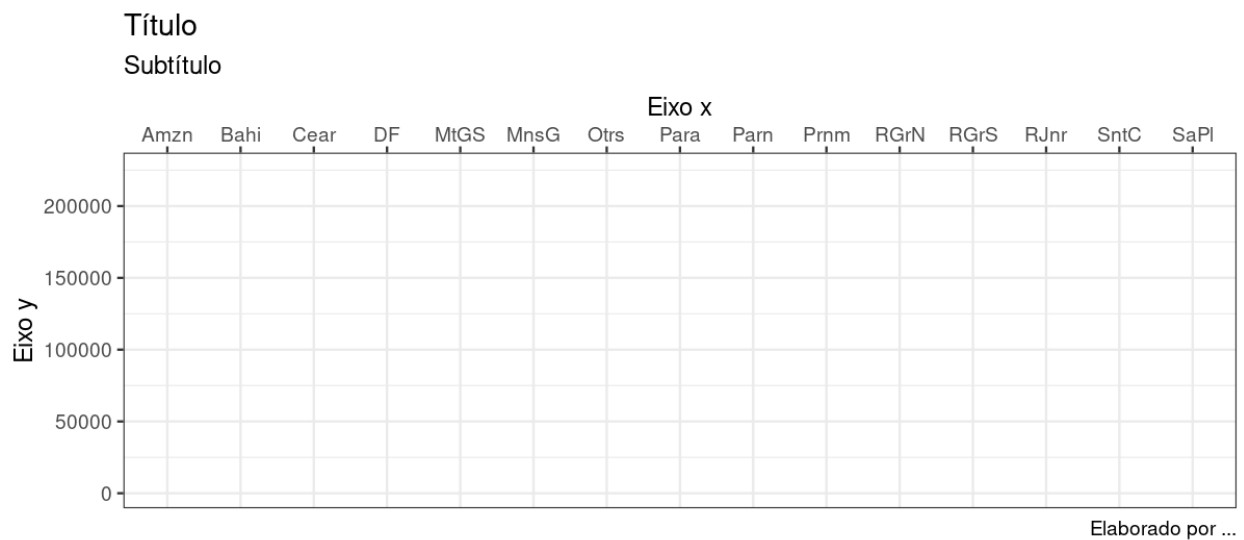 Título
Subtítulo
Eixo x
Amzn Bahi Cear DF MtGS MnsG Otrs Para Parn Prnm RGrN RGrS RJnr SntC SaPl
200000
150000
Eixo y
100000
50000
0
Elaborado por ...